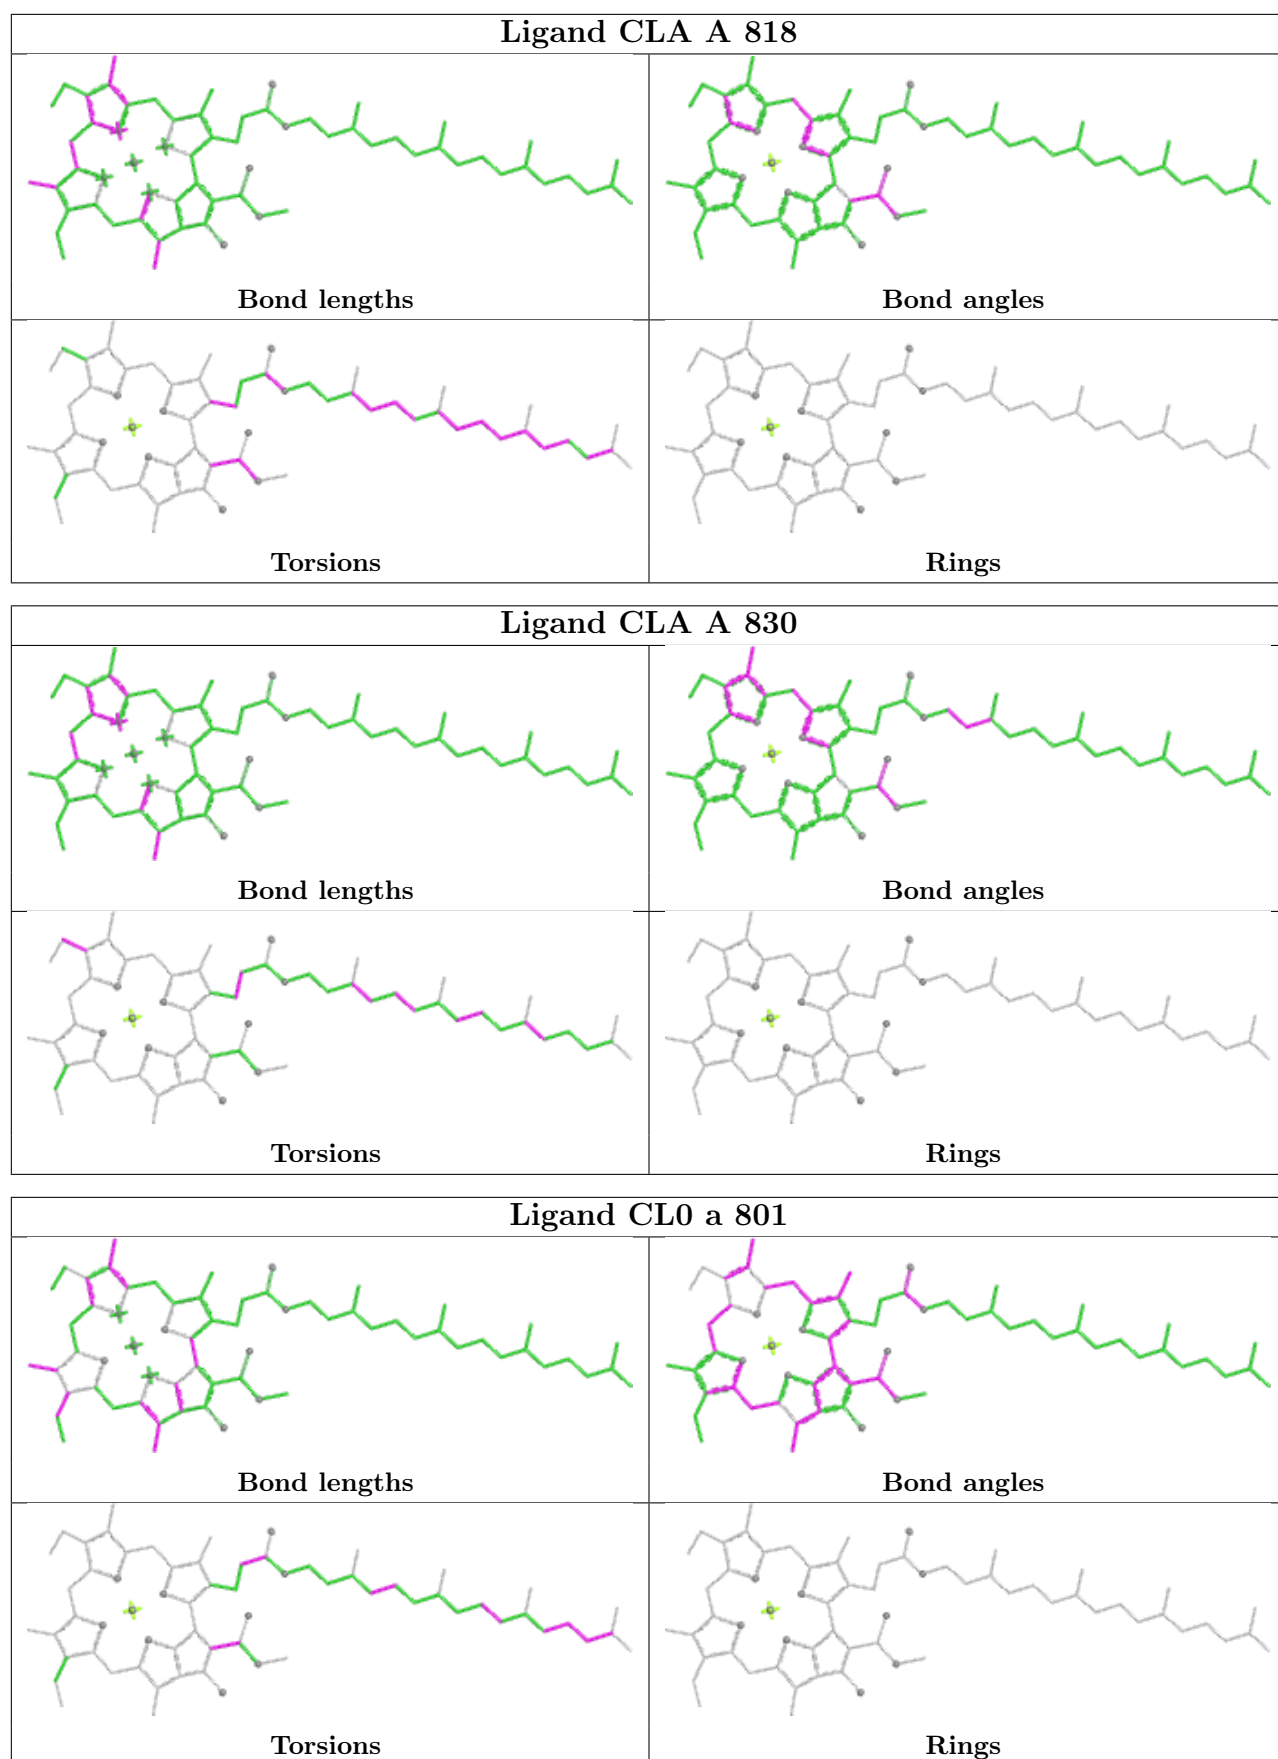 Ligand CLA A 818
Bond lengths
Bond angles
Torsions
Rings
Ligand CLA A 830
Bond lengths
Bond angles
Torsions
Rings
Ligand CL0 a 801
Bond lengths
Bond angles
Torsions
Rings